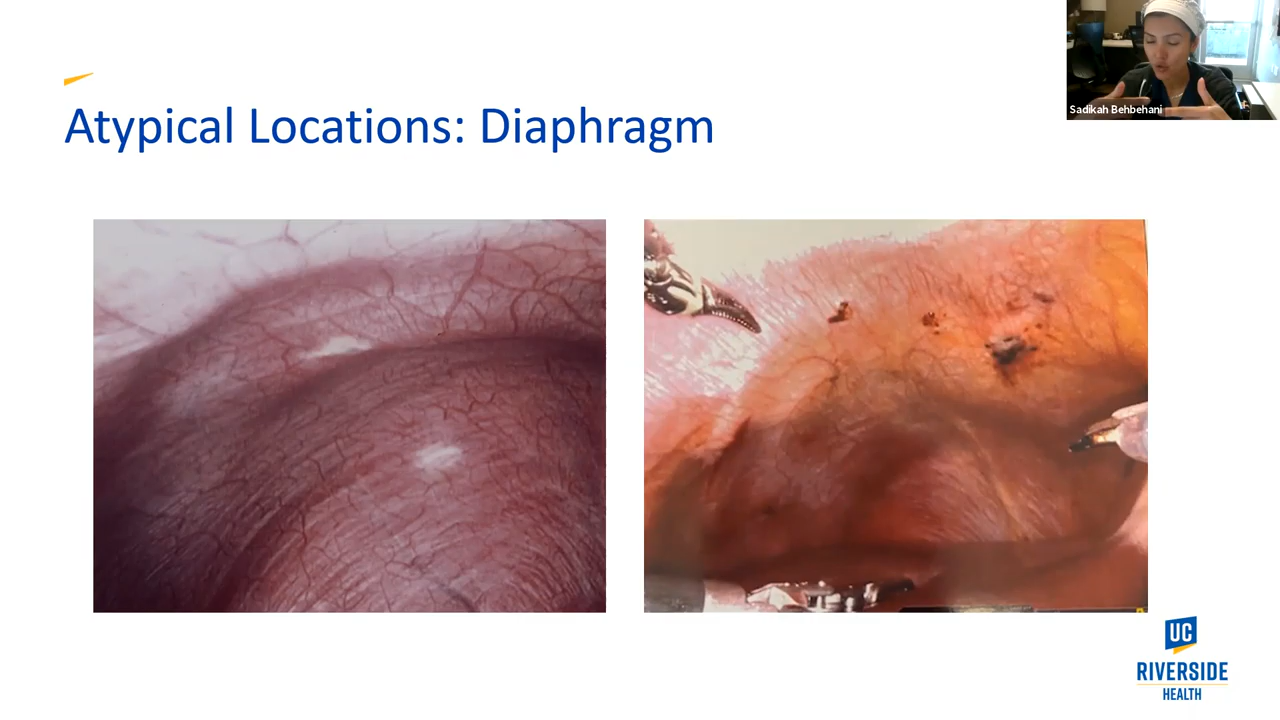 Atypical Locations: Diaphragm
Sadikah Behbehani
UC
RIVERSIDE
HEALTH